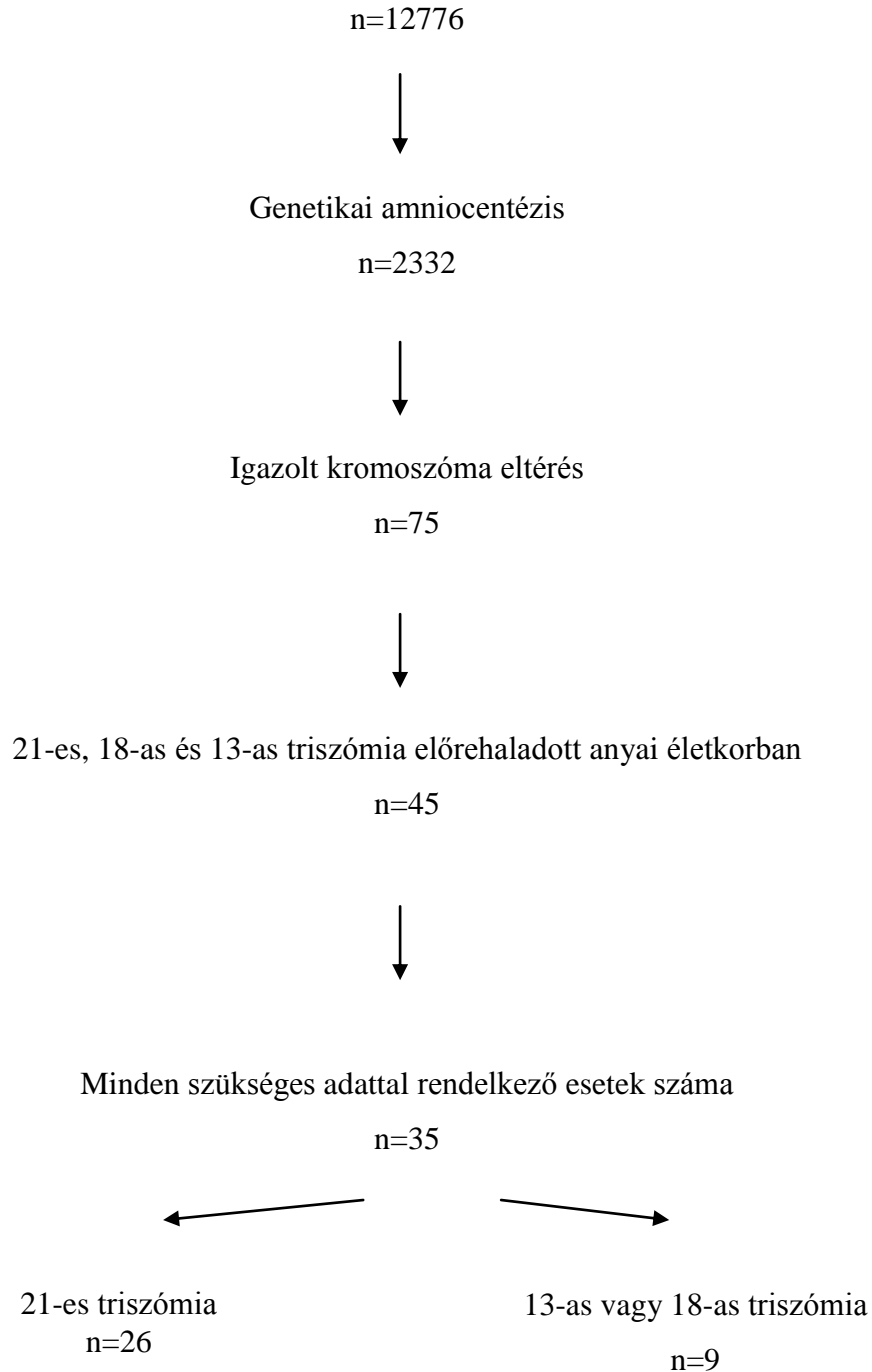 n=12776
Genetikai amniocentézis
n=2332
Igazolt kromoszóma eltérés
n=75
21-es, 18-as és 13-as triszómia előrehaladott anyai életkorban
n=45
Minden szükséges adattal rendelkező esetek száma
n=35
21-es triszómia
n=26
13-as vagy 18-as triszómia
n=9